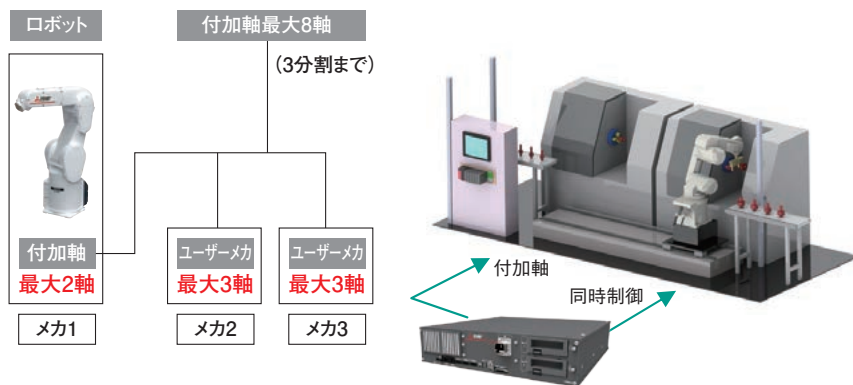 ロボット
付加軸最大8軸
(3分割まで)
付加軸
最大2軸
メカ1
ユーザーメカ
最大3軸
メカ2
ユーザーメカ
最大3軸
メカ3
付加軸
同時制御